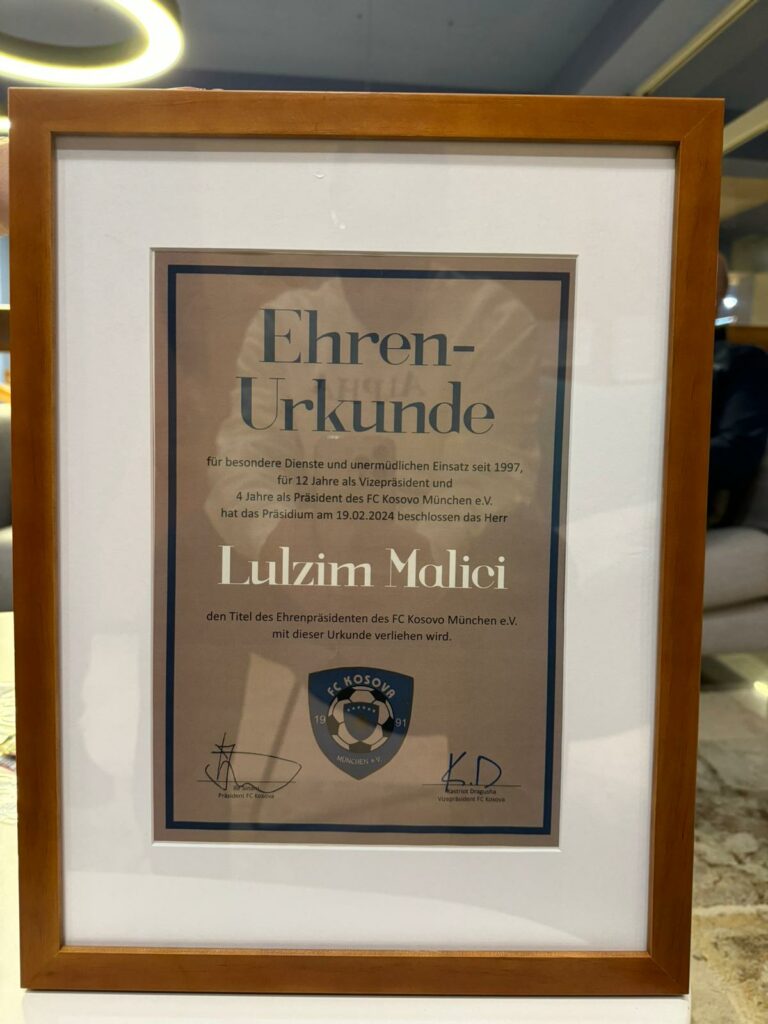 Ehren-
Urkunde
für besondere Dienste und unermüdlichen Einsatz seit 1997,
für 12 Jahre als Vizepräsident und
4 Jahre als Präsident des FC Kosovo München e.V.
hat das Präsidium am 19.02.2024 beschlossen das Herr
Lulzim Malici
den Titel des Ehrenpräsidenten des FC Kosovo München e.V.
mit dieser Urkunde verliehen wird.
FC KOSOVA
19 91
MÜNCHEN e.V.
Präsident FC Kosova
K.D
Kastriot Dragusha
Vizepräsident FC Kosova